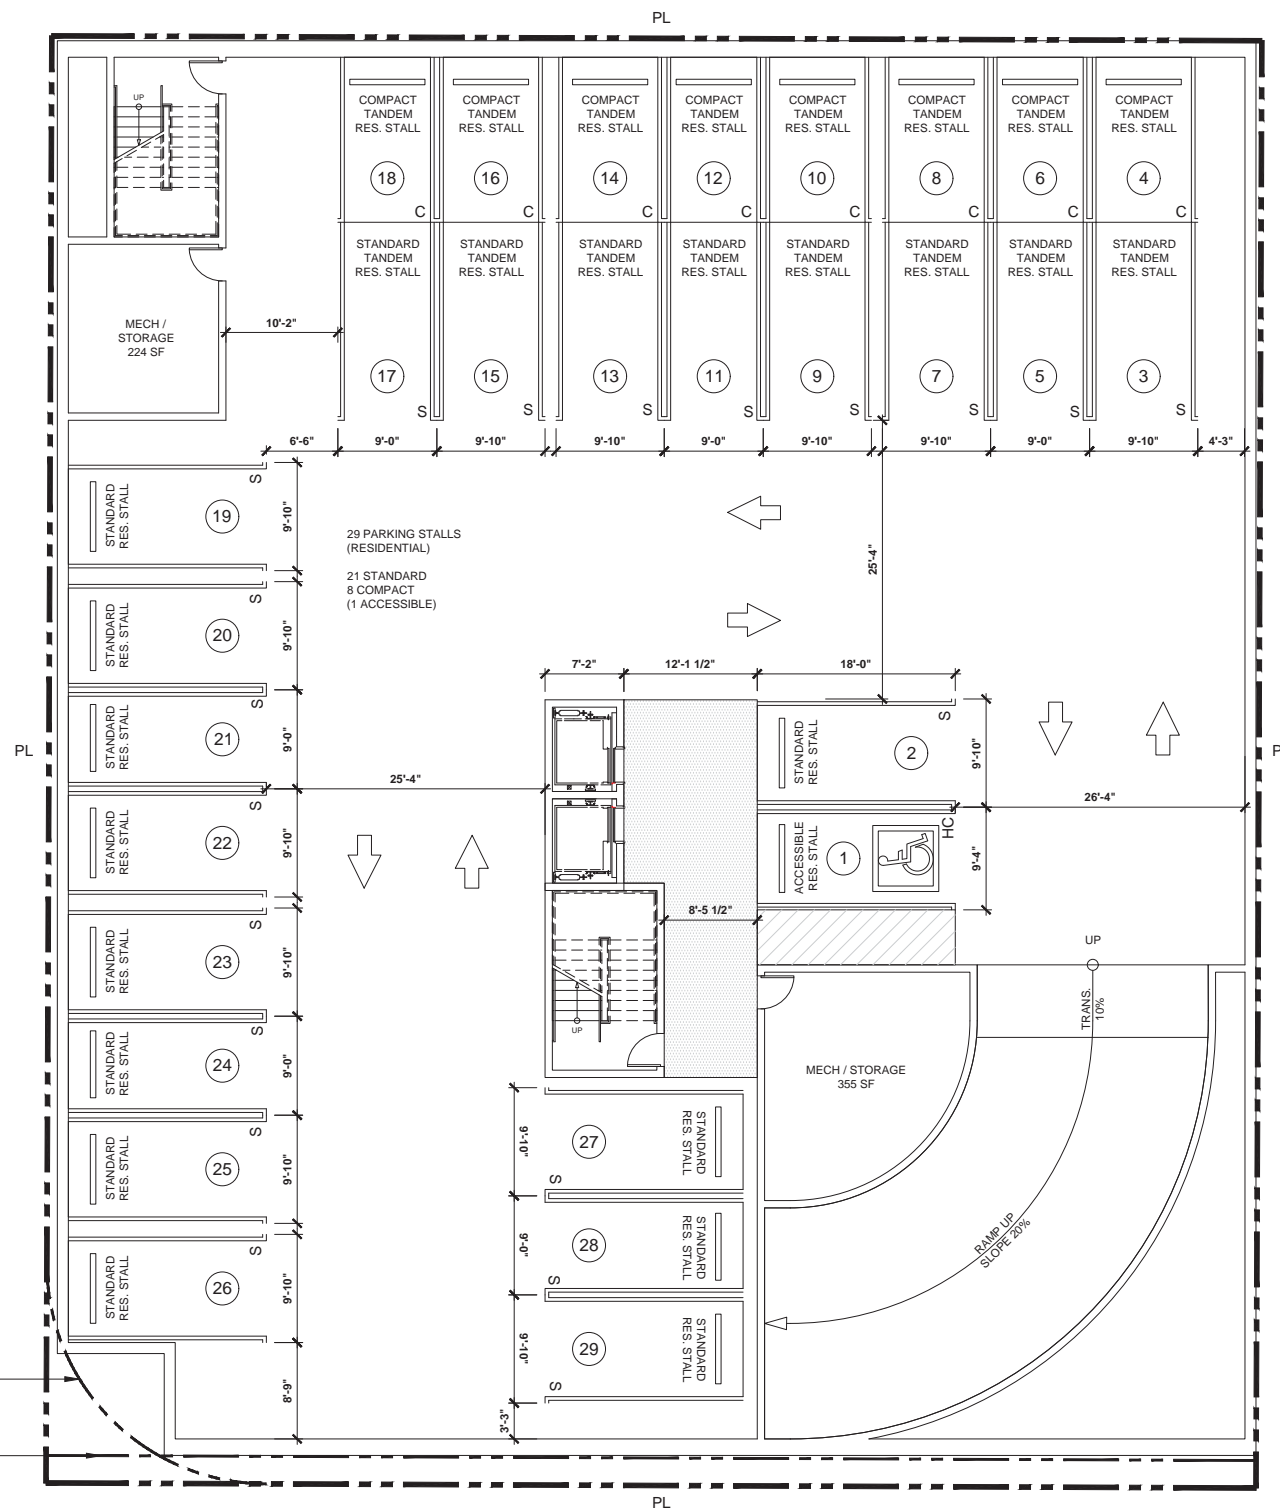 PL
UP
COMPACT
TANDEM
RES. STALL
COMPACT
TANDEM
RES. STALL
COMPACT
TANDEM
RES. STALL
COMPACT
TANDEM
RES. STALL
COMPACT
TANDEM
RES. STALL
COMPACT
TANDEM
RES. STALL
COMPACT
TANDEM
RES. STALL
COMPACT
TANDEM
RES. STALL
18 16 14 12 10 8 6 4
C C C C C C C C
STANDARD
TANDEM
RES. STALL
STANDARD
TANDEM
RES. STALL
STANDARD
TANDEM
RES. STALL
STANDARD
TANDEM
RES. STALL
STANDARD
TANDEM
RES. STALL
STANDARD
TANDEM
RES. STALL
STANDARD
TANDEM
RES. STALL
STANDARD
TANDEM
RES. STALL
MECH /
STORAGE
224 SF
10'-2"
17 15 13 11 9 7 5 3
S S S S S S S S
6'-6" 9'-0" 9'-10" 9'-10" 9'-0" 9'-10" 9'-10" 9'-0" 9'-10" 4'-3"
S
STANDARD
RES. STALL
19
9'-10"
29 PARKING STALLS
(RESIDENTIAL)
21 STANDARD
8 COMPACT
(1 ACCESSIBLE)
25'-4"
S
STANDARD
RES. STALL
20
9'-10"
7'-2" 12'-1 1/2" 18'-0"
S
STANDARD
RES. STALL
21
9'-0"
S
STANDARD
RES. STALL
2
9'-10"
PL
P
25'-4"
26'-4"
S
STANDARD
RES. STALL
22
9'-10"
HC
ACCESSIBLE
RES. STALL
1
9'-4"
8'-5 1/2"
S
STANDARD
RES. STALL
23
9'-10"
UP
TRANS.
10%
UP
S
STANDARD
RES. STALL
24
9'-0"
MECH / STORAGE
355 SF
S
STANDARD
RES. STALL
25
9'-10"
9'-10"
27
STANDARD
RES. STALL
S
S
STANDARD
RES. STALL
26
9'-10"
9'-0"
28
STANDARD
RES. STALL
S
RAMP UP
SLOPE 20%
9'-10"
29
STANDARD
RES. STALL
S
8'-9"
3'-3"
PL